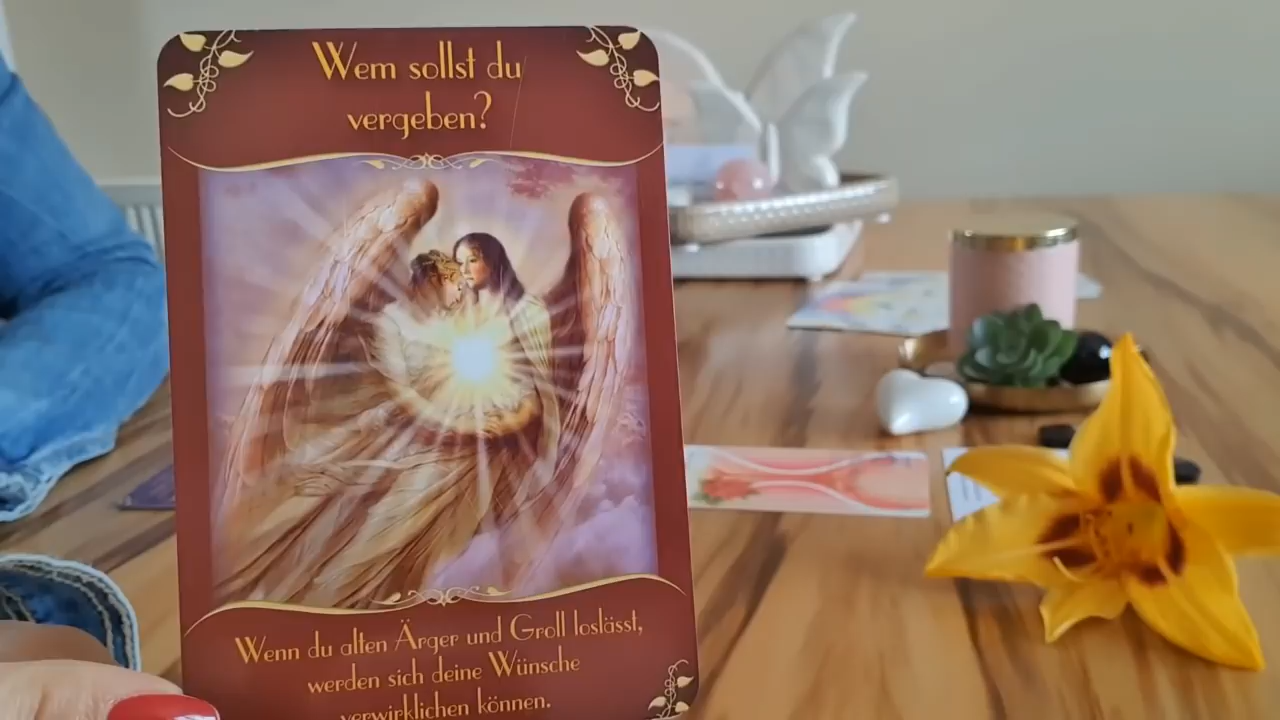 Wem sollst du
vergeben?
Wenn du alten Ärger und Groll loslässt,
werden sich deine Wünsche
verwirklichen können.